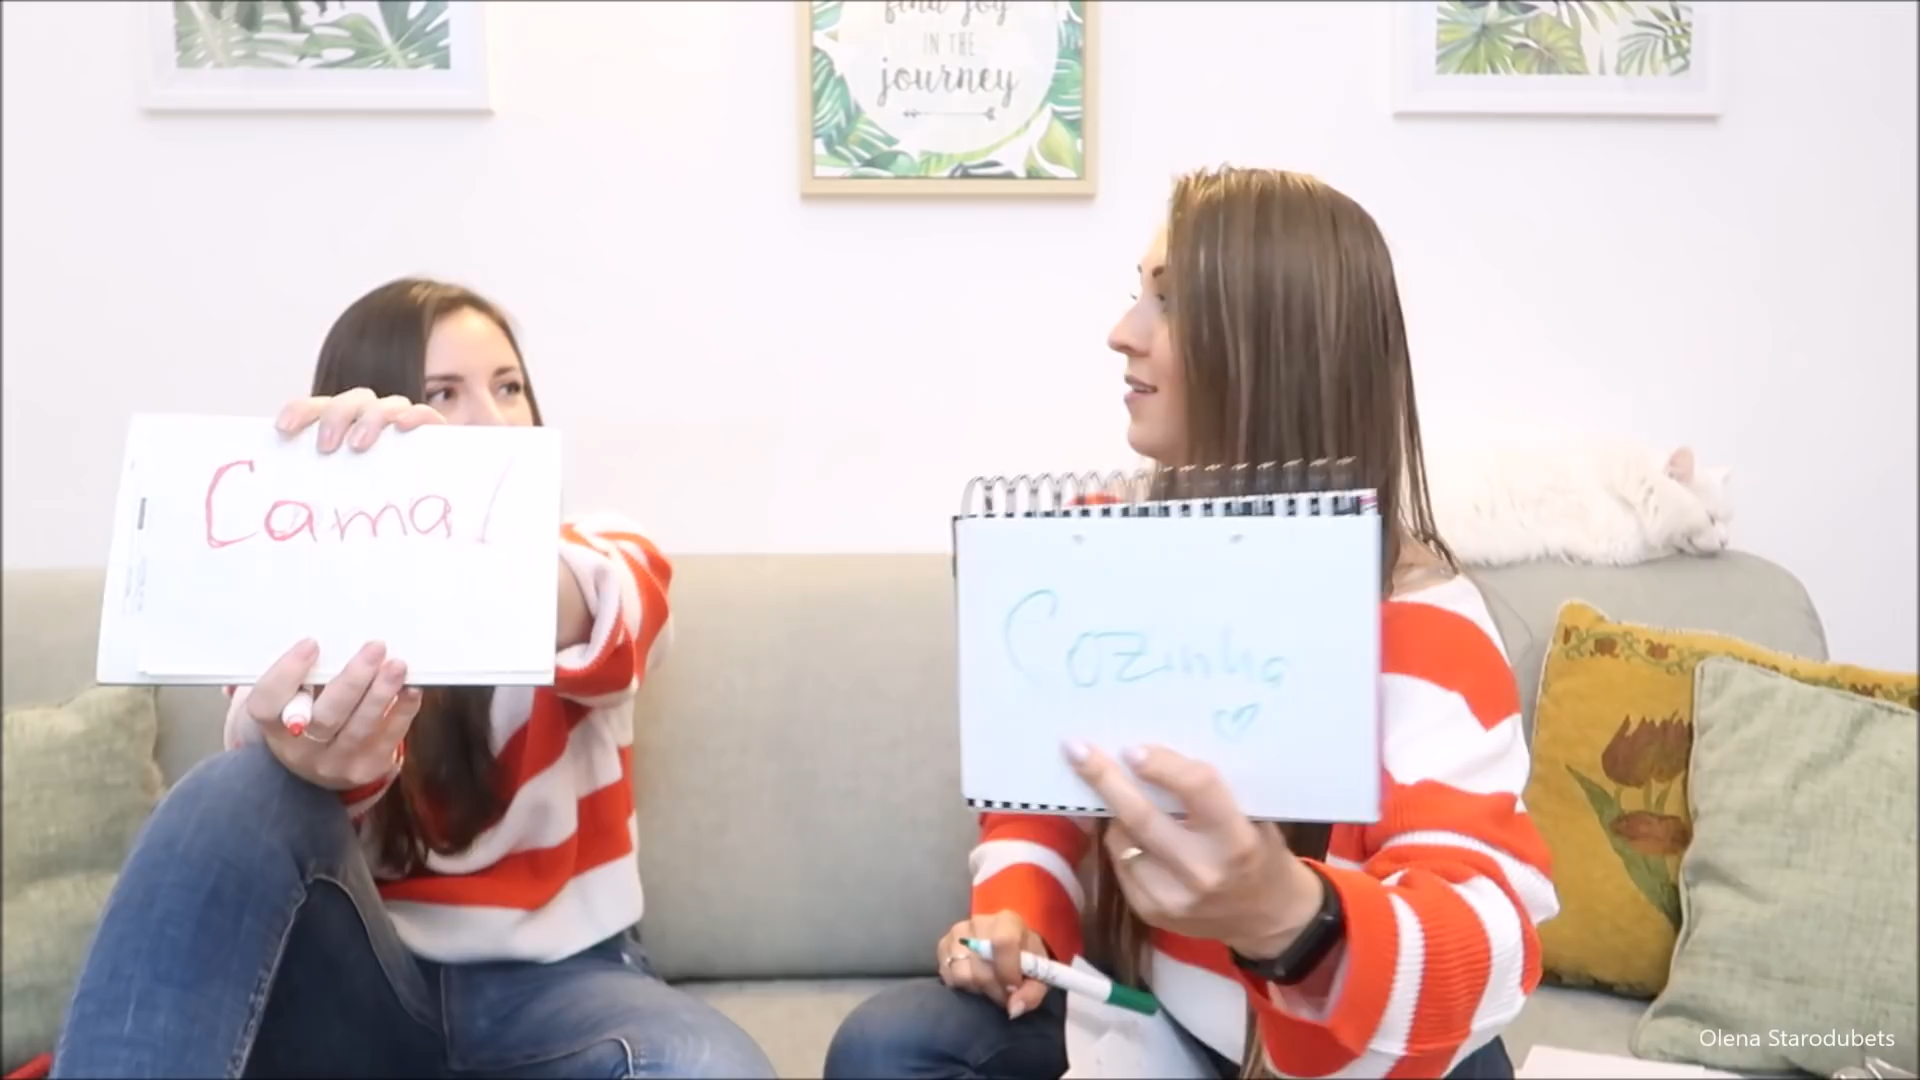 find joy
IN THE
journey
Cama!
Cozinha
Olena Starodubets